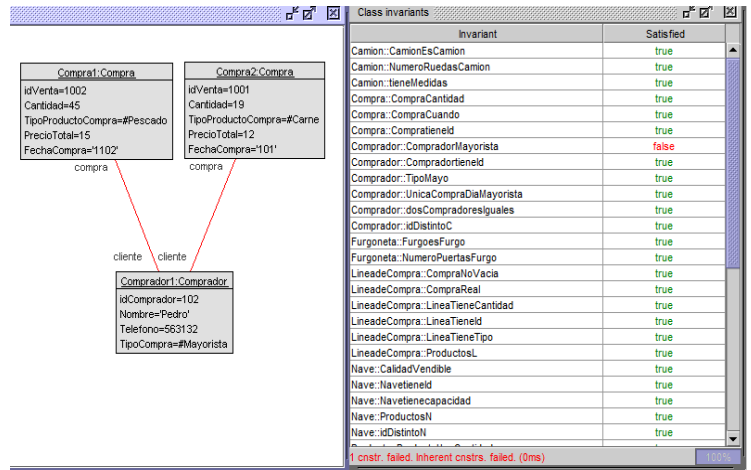 Compra1:Compra
idVenta=1002
Cantidad=45
TipoProductoCompra=#Pescado
PrecioTotal=15
FechaCompra='1102'
Compra2:Compra
idVenta=1001
Cantidad=19
TipoProductoCompra=#Carne
PrecioTotal=12
FechaCompra='101'
compra
compra
cliente
cliente
Comprador1:Comprador
idComprador=102
Nombre='Pedro'
Telefono=563132
TipoCompra=#Mayorista
Class invariants
Invariant Satisfied
Camion::CamionEsCamion true
Camion::NumeroRuedasCamion true
Camion::tieneMedidas true
Compra::CompraCantidad true
Compra::CompraCuando true
Compra::CompratieneId true
Comprador::CompradorMayorista false
Comprador::CompradortieneId true
Comprador::TipoMayo true
Comprador::UnicaCompraDiaMayorista true
Comprador::dosCompradoresIguales true
Comprador::idDistintoC true
Furgoneta::FurgoesFurgo true
Furgoneta::NumeroPuertasFurgo true
LineadeCompra::CompraNoVacia true
LineadeCompra::CompraReal true
LineadeCompra::LineaTieneCantidad true
LineadeCompra::LineaTieneId true
LineadeCompra::LineaTieneTipo true
LineadeCompra::ProductosL true
Nave::CalidadVendible true
Nave::NavetieneId true
Nave::Navetienecapacidad true
Nave::ProductosN true
Nave::idDistintoN true
1 cnstr. failed. Inherent cnstrs. failed. (0ms) 100%